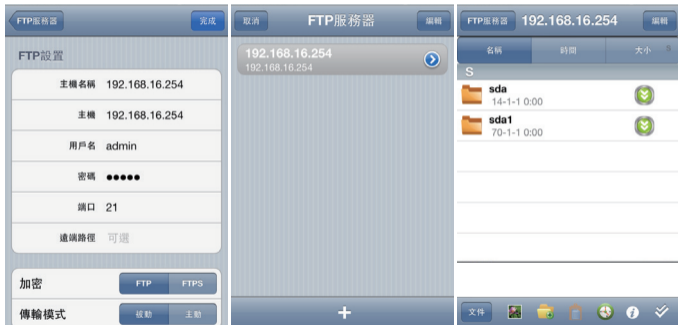 FTP服務器
完成
FTP設置
主機名稱 192.168.16.254
主機 192.168.16.254
用戶名 admin
密碼 ●●●●●
端口 21
遠端路徑 可選
加密 FTP FTPS
傳輸模式 被動 主動
取消 FTP服務器 編輯
192.168.16.254
192.168.16.254
+
FTP服務器 192.168.16.254 編輯
名稱 時間 大小
S
sda
14-1-1 0:00
sda1
70-1-1 0:00
文件